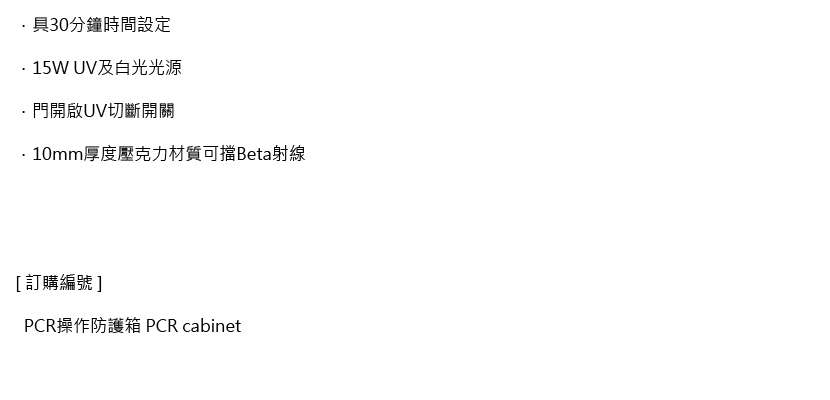 ．具30分鐘時間設定
．15W UV及白光光源
．門開啟UV切斷開關
．10mm厚度壓克力材質可擋Beta射線
[ 訂購編號 ]
PCR操作防護箱 PCR cabinet